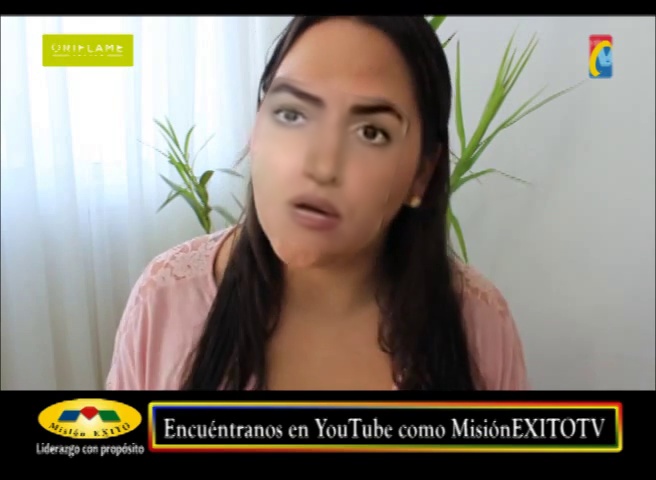 ORIFLAME
Misión EXITO
Liderazgo con propósito
Encuéntranos en YouTube como MisiónEXITOTV